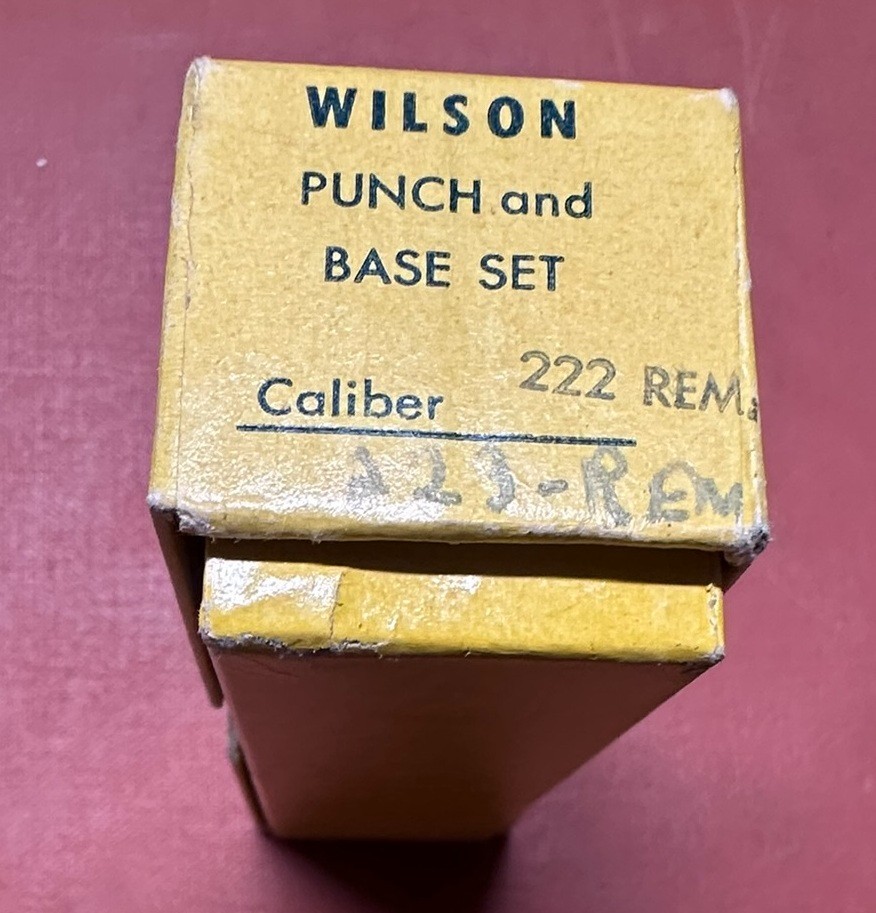 WILSON
PUNCH and
BASE SET
Caliber 222 REM.
223-REM